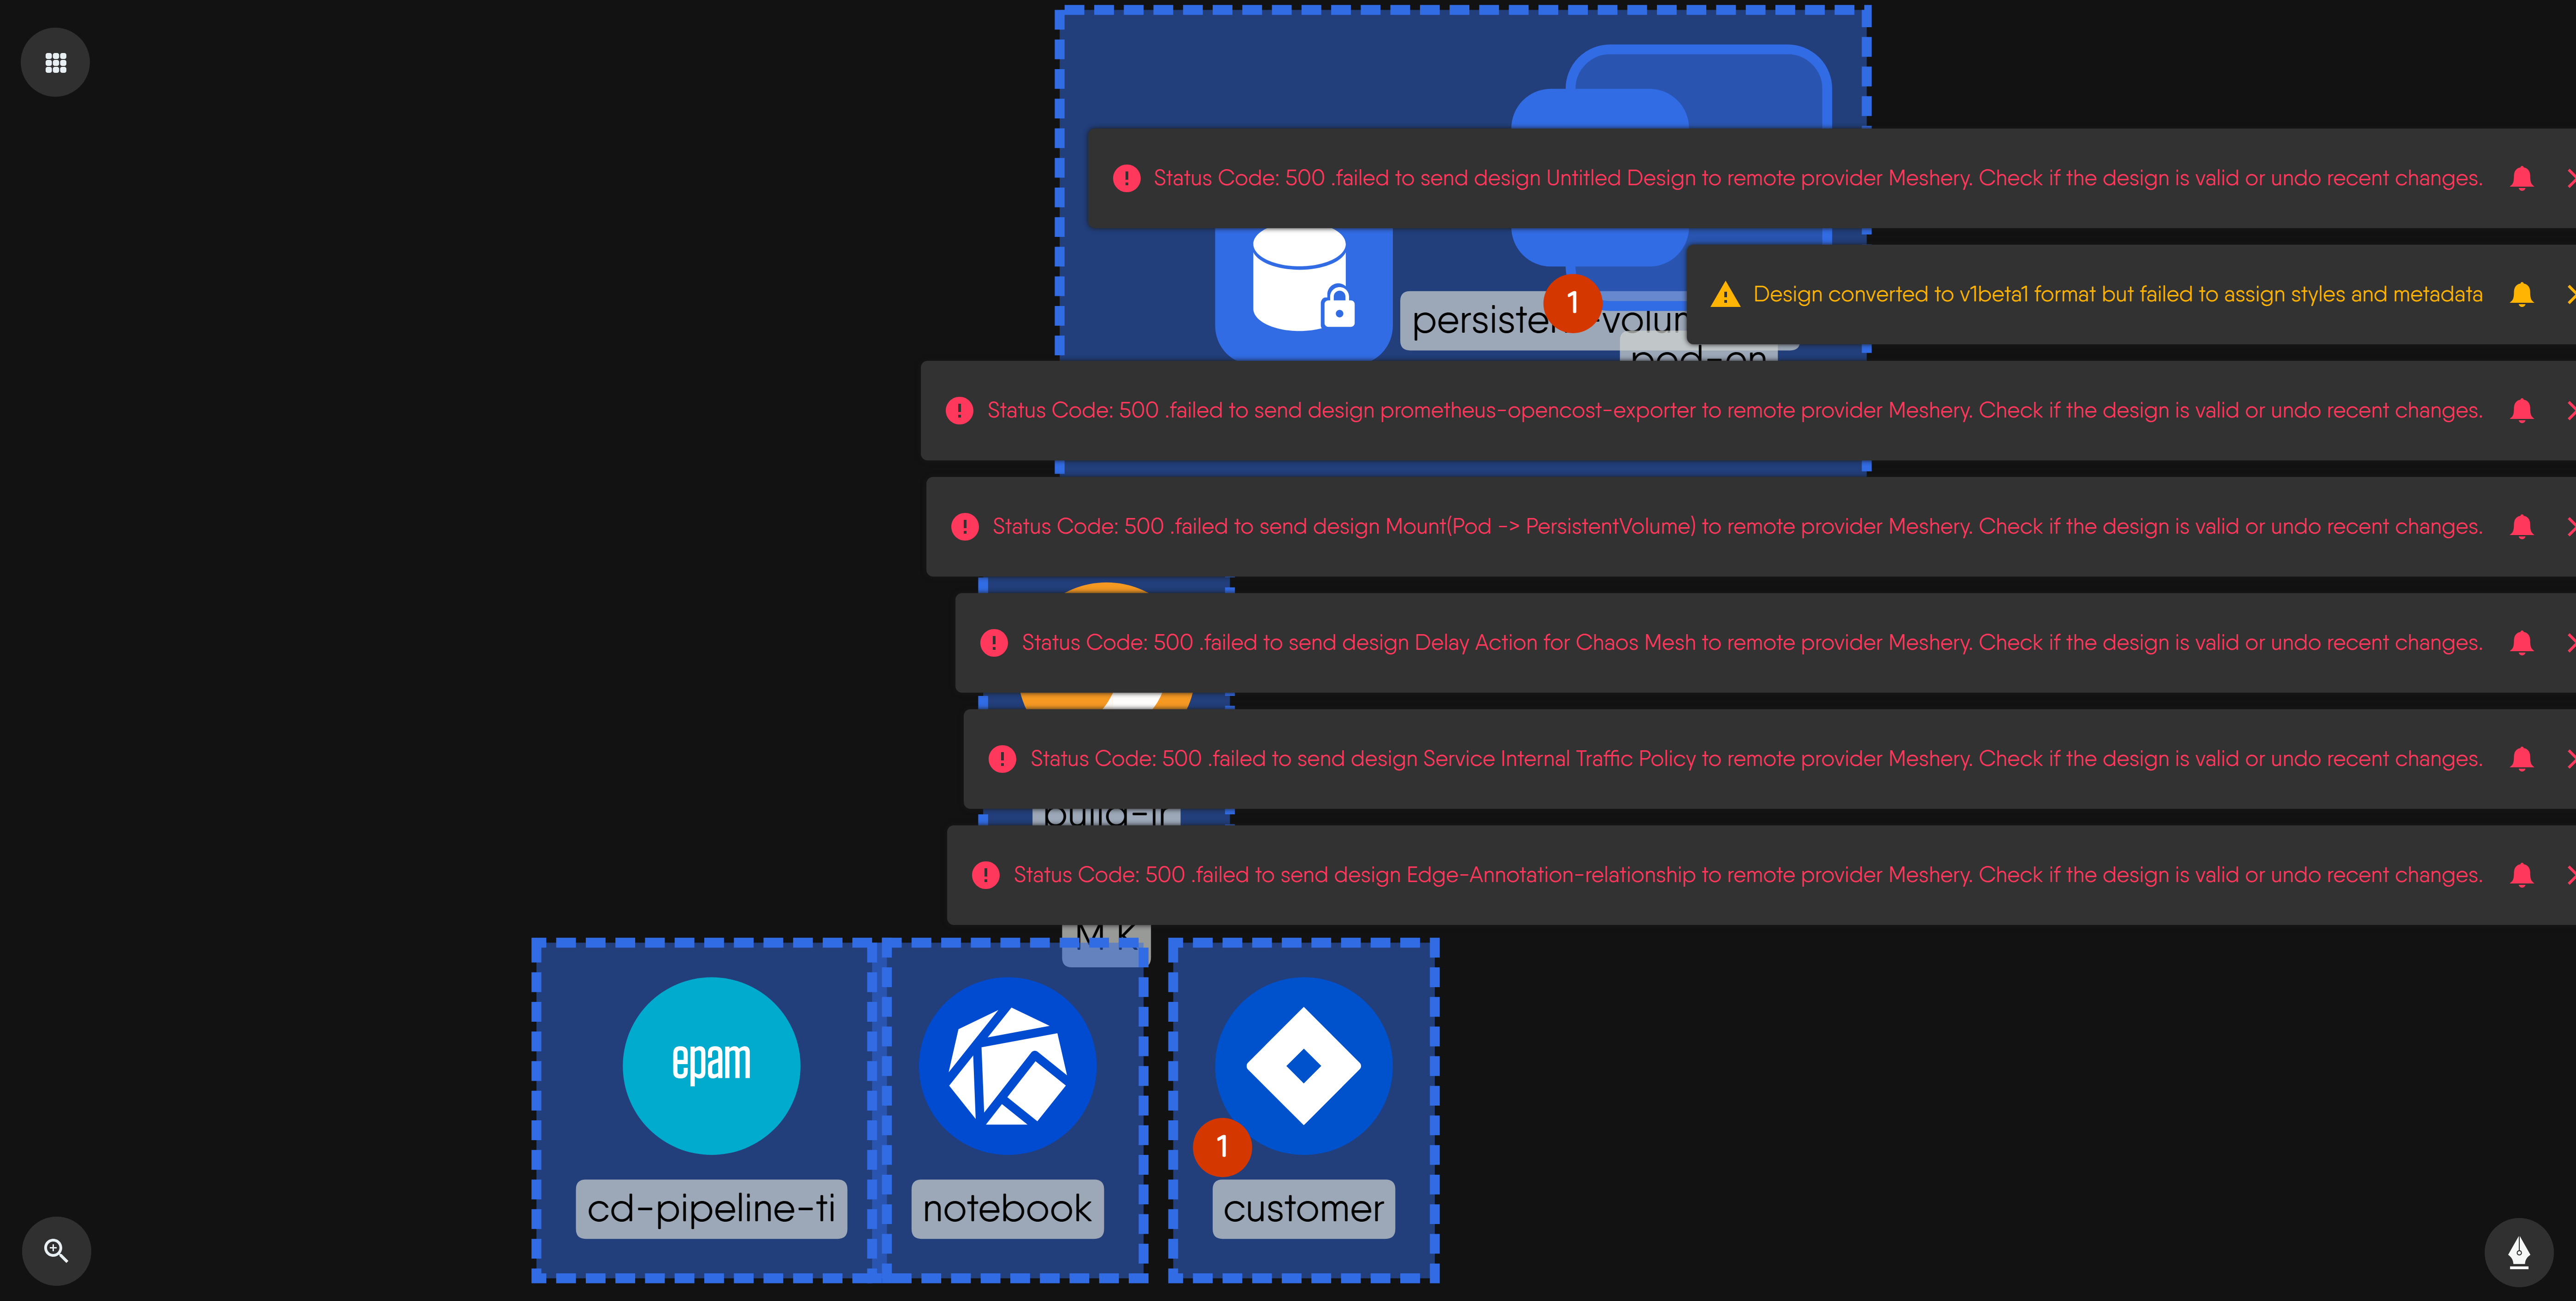 Status Code: 500 .failed to send design Untitled Design to remote provider Meshery. Check if the design is valid or undo recent changes.
Design converted to v1beta1 format but failed to assign styles and metadata
1
pod-en
Status Code: 500 .failed to send design prometheus-opencost-exporter to remote provider Meshery. Check if the design is valid or undo recent changes.
Status Code: 500 .failed to send design Mount(Pod -> PersistentVolume) to remote provider Meshery. Check if the design is valid or undo recent changes.
Status Code: 500 .failed to send design Delay Action for Chaos Mesh to remote provider Meshery. Check if the design is valid or undo recent changes.
Status Code: 500 .failed to send design Service Internal Traffic Policy to remote provider Meshery. Check if the design is valid or undo recent changes.
Status Code: 500 .failed to send design Edge-Annotation-relationship to remote provider Meshery. Check if the design is valid or undo recent changes.
M K
epam
1
cd-pipeline-ti
notebook
customer